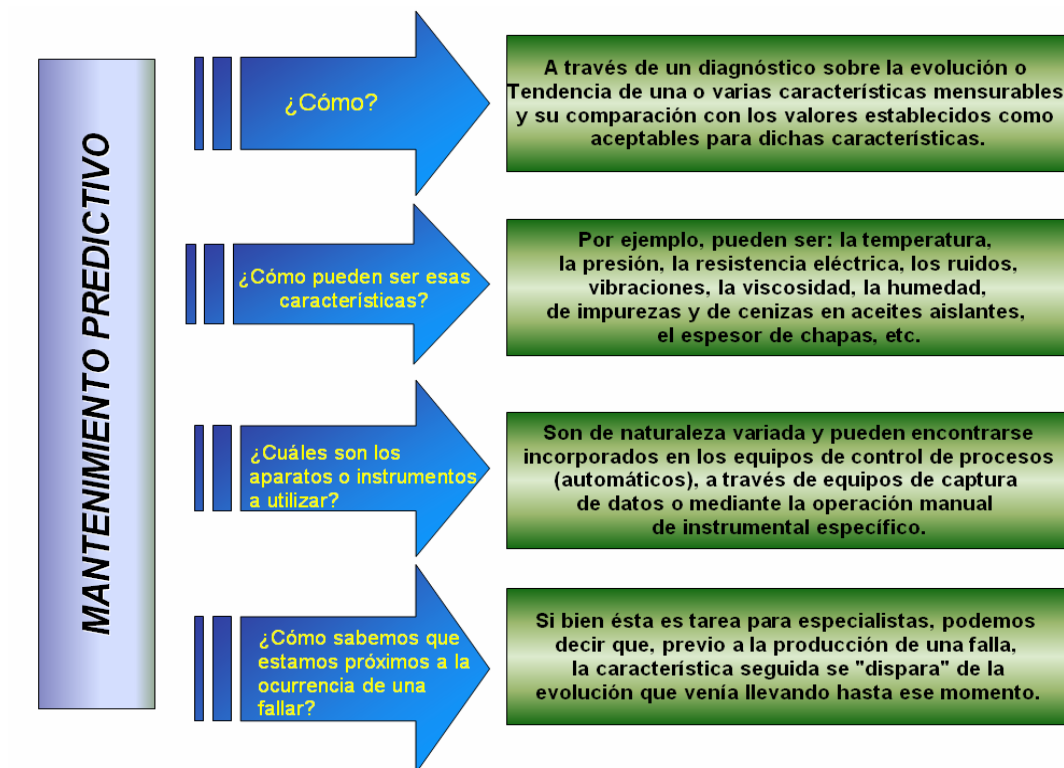 MANTENIMIENTO PREDICTIVO
¿Cómo?
A través de un diagnóstico sobre la evolución o
Tendencia de una o varias características mensurables
y su comparación con los valores establecidos como
aceptables para dichas características.
¿Cómo pueden ser esas
características?
Por ejemplo, pueden ser: la temperatura,
la presión, la resistencia eléctrica, los ruidos,
vibraciones, la viscosidad, la humedad,
de impurezas y de cenizas en aceites aislantes,
el espesor de chapas, etc.
¿Cuáles son los
aparatos o instrumentos
a utilizar?
Son de naturaleza variada y pueden encontrarse
incorporados en los equipos de control de procesos
(automáticos), a través de equipos de captura
de datos o mediante la operación manual
de instrumental específico.
¿Cómo sabemos que
estamos próximos a la
ocurrencia de una
fallar?
Si bien ésta es tarea para especialistas, podemos
decir que, previo a la producción de una falla,
la característica seguida se "dispara" de la
evolución que venía llevando hasta ese momento.